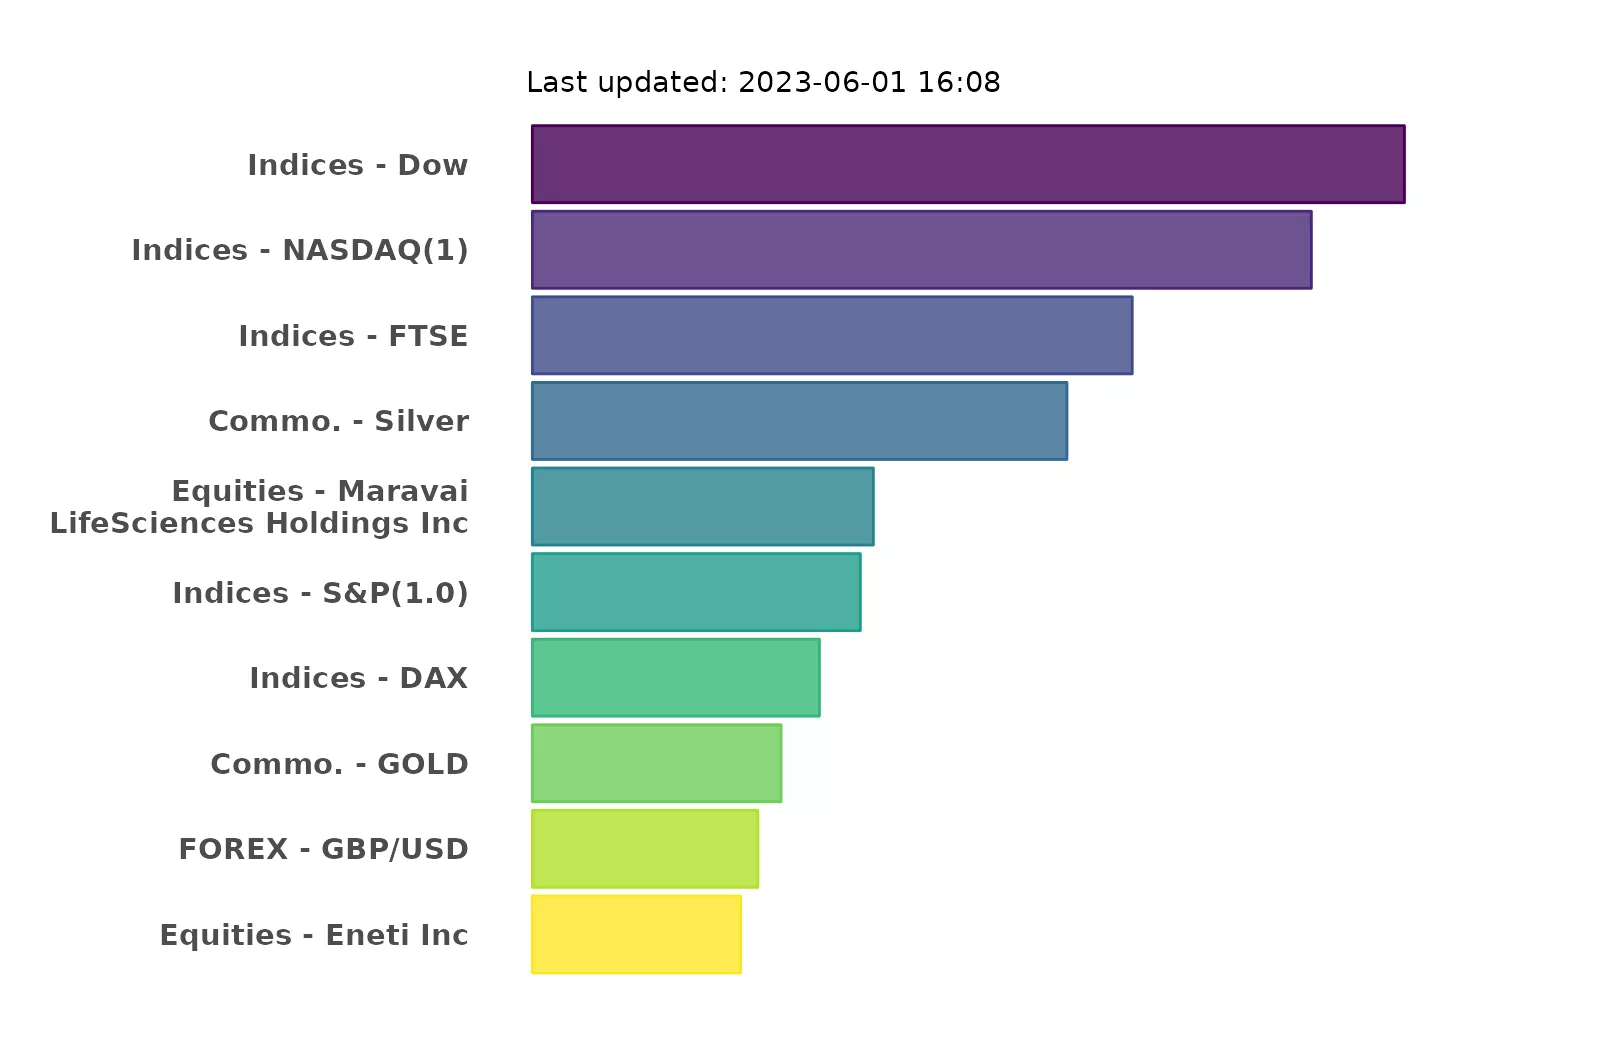 Last updated: 2023-06-01 16:08
Indices - Dow
Indices - NASDAQ(1)
Indices - FTSE
Commo. - Silver
Equities - Maravai
LifeSciences Holdings Inc
Indices - S&P(1.0)
Indices - DAX
Commo. - GOLD
FOREX - GBP/USD
Equities - Eneti Inc